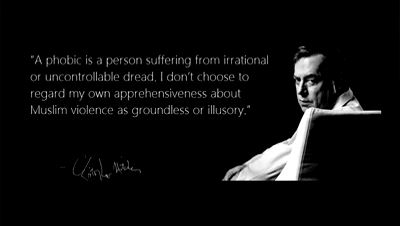 "A phobic is a person suffering from irrational
or uncontrollable dread. I don't choose to
regard my own apprehensiveness about
Muslim violence as groundless or illusory."